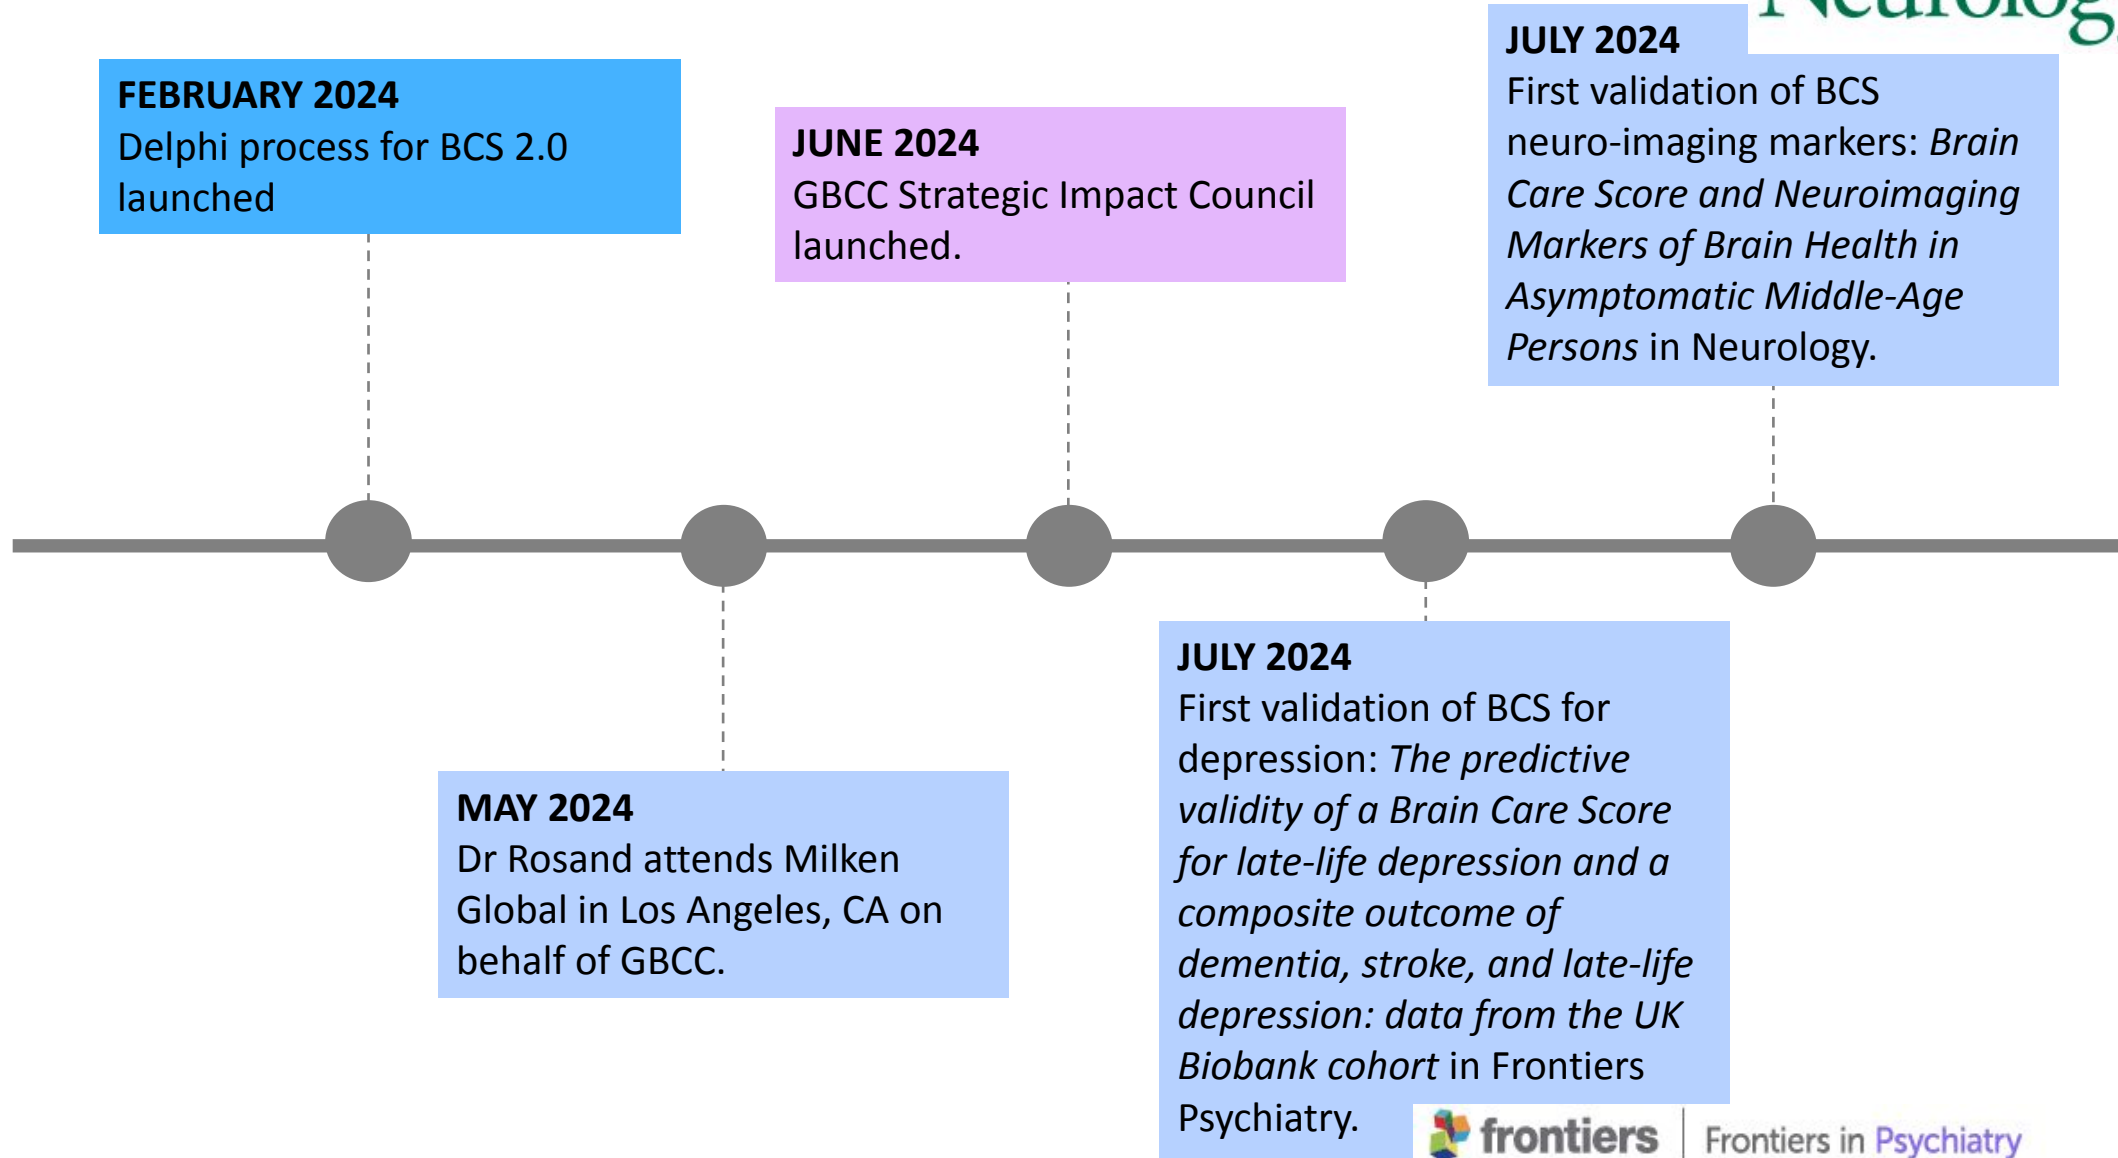 FEBRUARY 2024
Delphi process for BCS 2.0
launched
JUNE 2024
GBCC Strategic Impact Council
launched.
JULY 2024
First validation of BCS
neuro-imaging markers: Brain
Care Score and Neuroimaging
Markers of Brain Health in
Asymptomatic Middle-Age
Persons in Neurology.
MAY 2024
Dr Rosand attends Milken
Global in Los Angeles, CA on
behalf of GBCC.
JULY 2024
First validation of BCS for
depression: The predictive
validity of a Brain Care Score
for late-life depression and a
composite outcome of
dementia, stroke, and late-life
depression: data from the UK
Biobank cohort in Frontiers
Psychiatry.
frontiers | Frontiers in Psychiatry